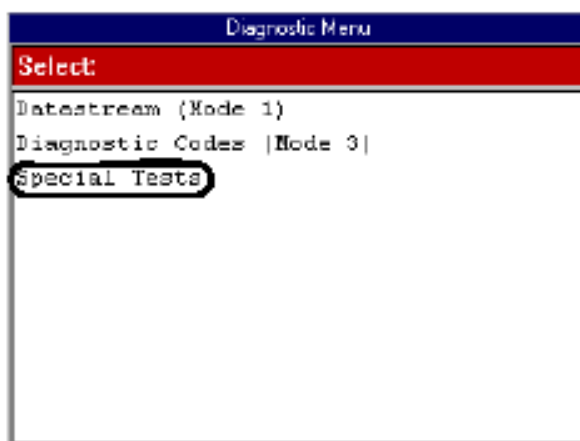 Diagnostic Menu
Select:
Datastream (Mode 1)
Diagnostic Codes (Mode 3)
Special Tests